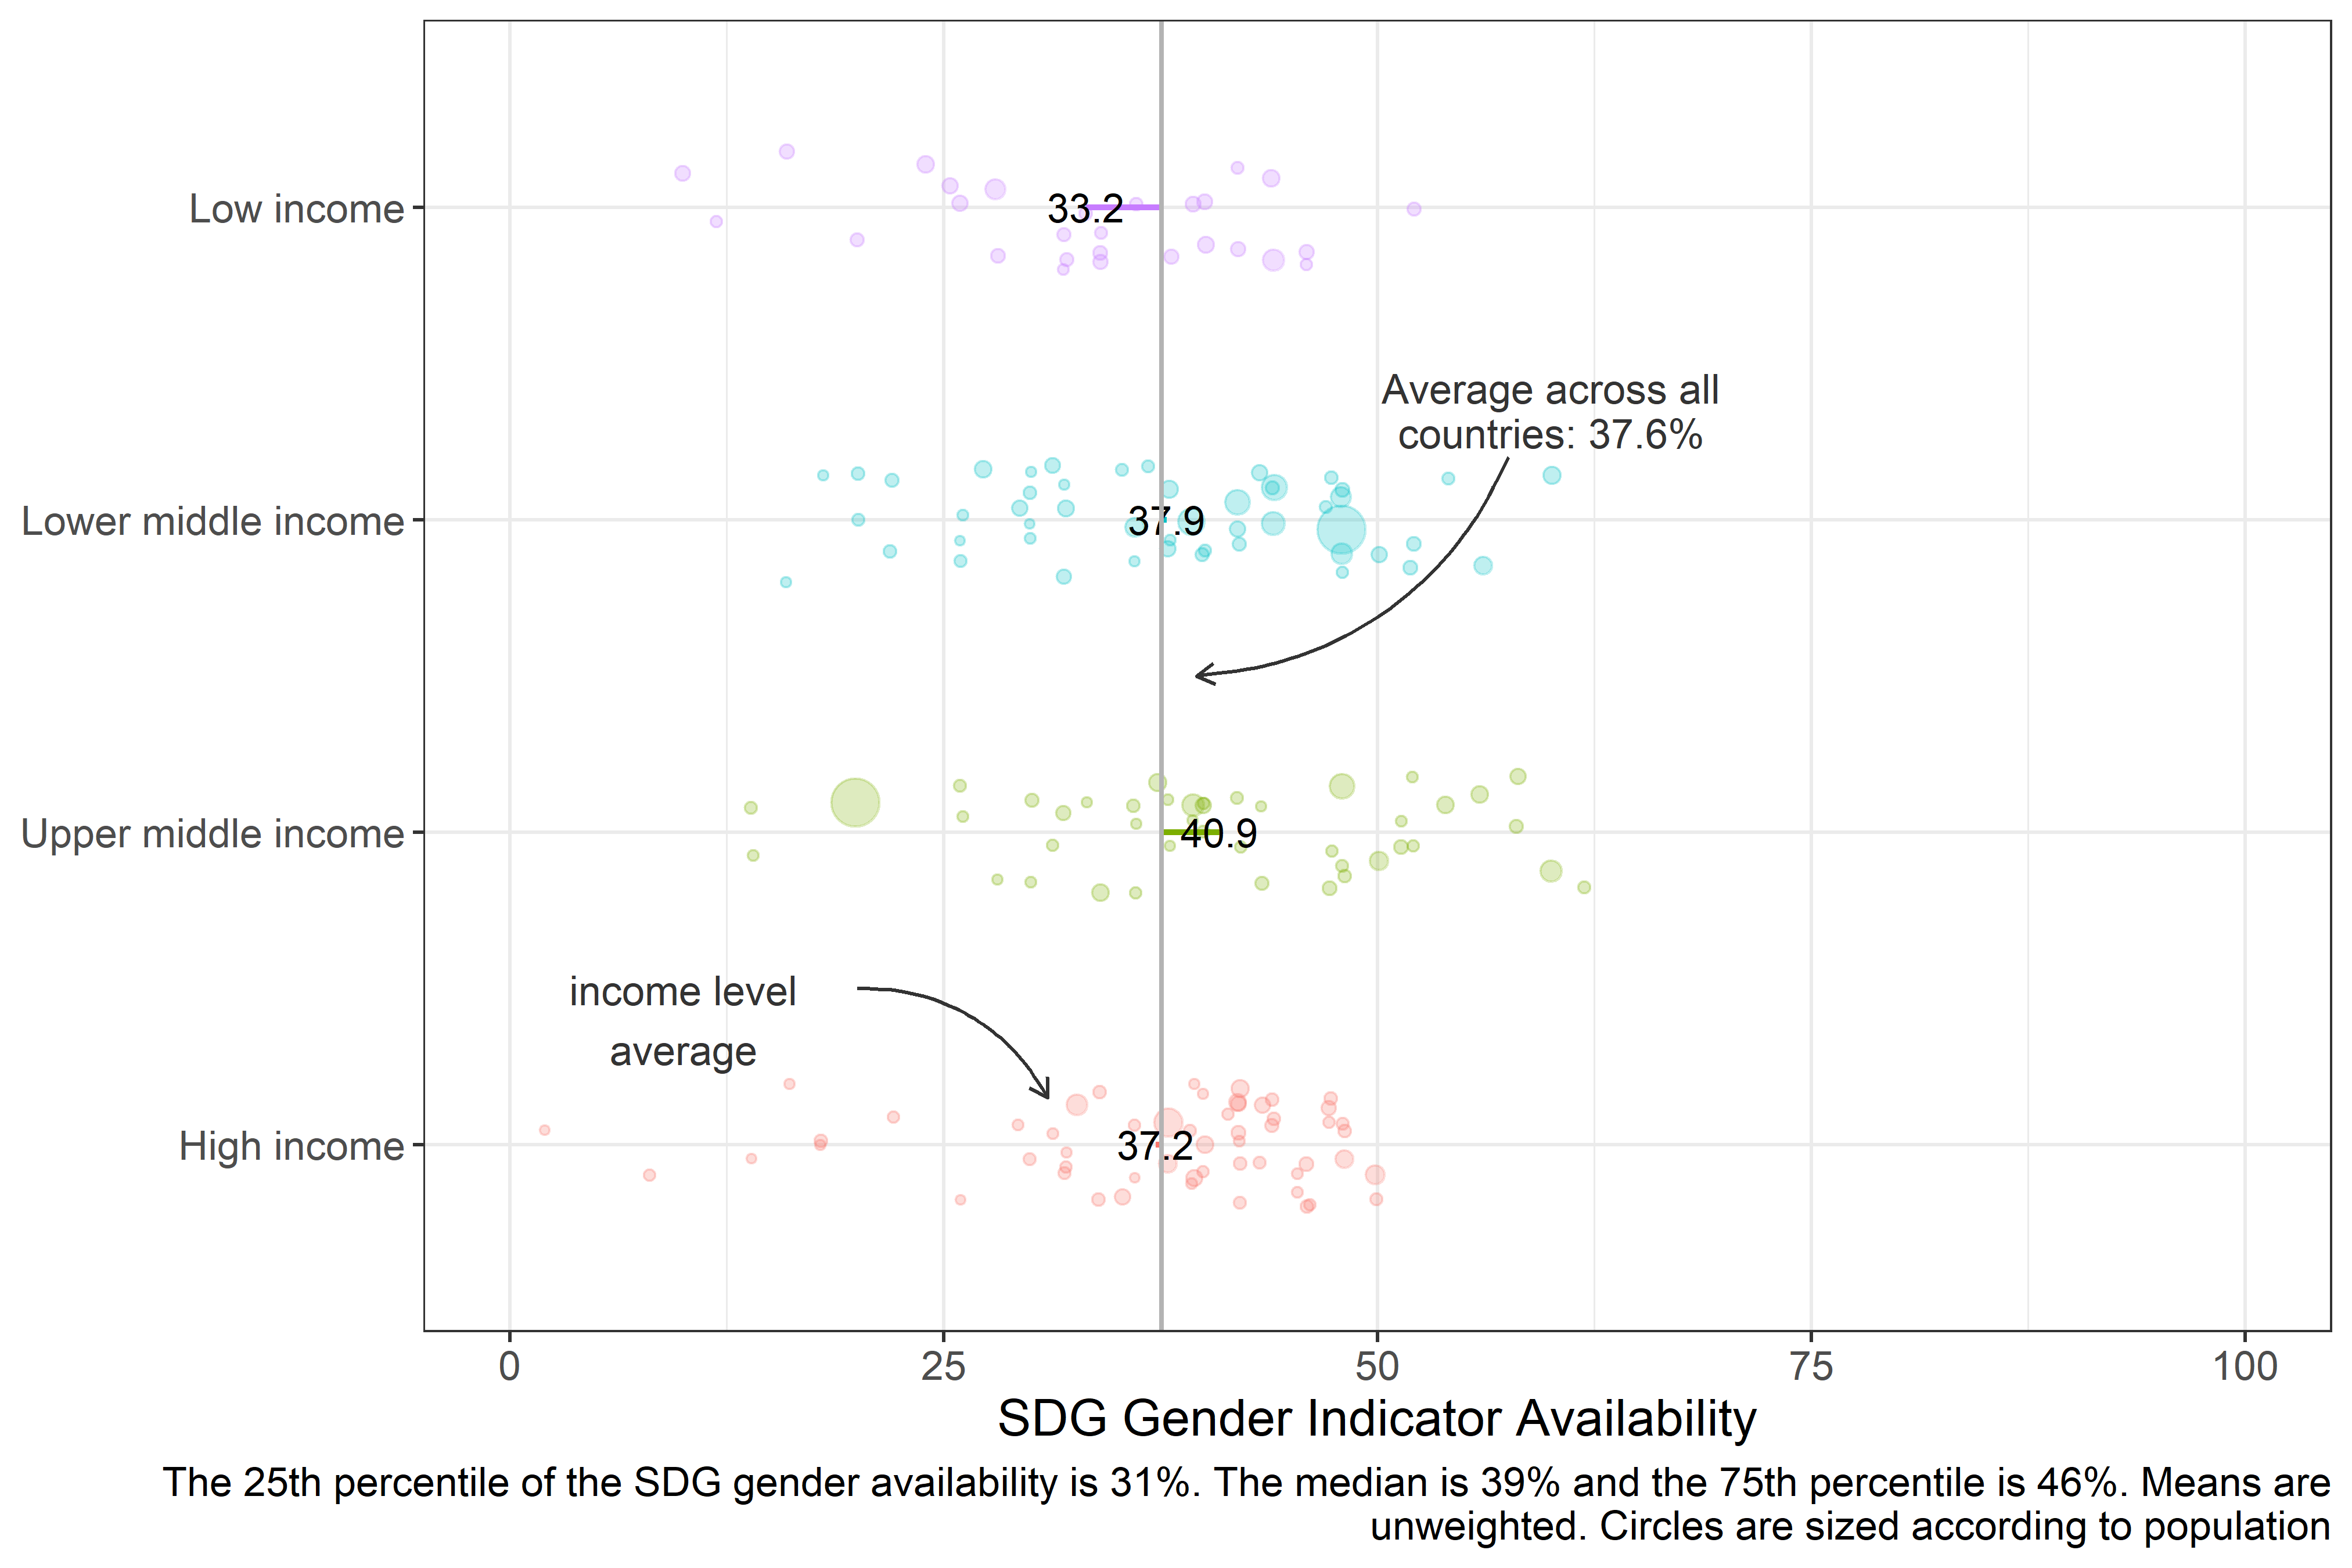 Low income
33.2
Average across all
countries: 37.6%
Lower middle income
37.9
Upper middle income
40.9
income level
average
High income
37.2
0 25 50 75 100
SDG Gender Indicator Availability
The 25th percentile of the SDG gender availability is 31%. The median is 39% and the 75th percentile is 46%. Means are
unweighted. Circles are sized according to population